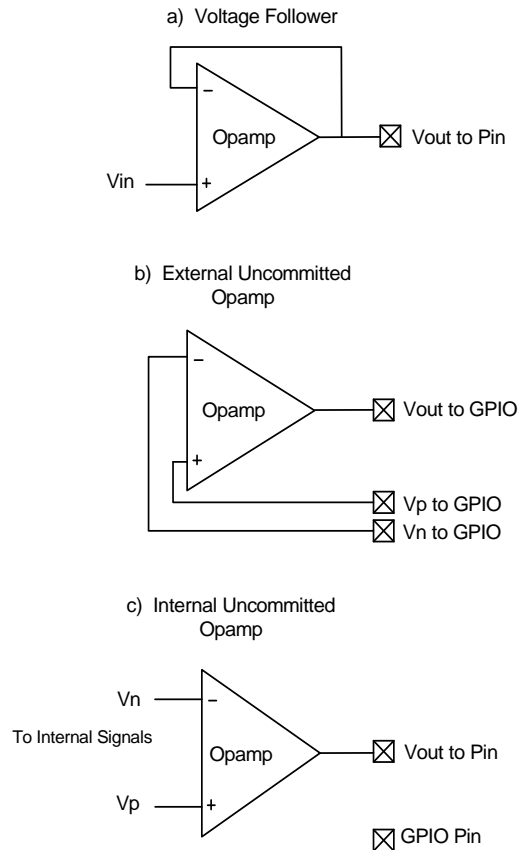 a) Voltage Follower
−
Opamp
Vout to Pin
Vin
+
b) External Uncommitted
Opamp
−
Opamp
Vout to GPIO
+
Vp to GPIO
Vn to GPIO
c) Internal Uncommitted
Opamp
Vn
−
To Internal Signals
Opamp
Vout to Pin
Vp
+
GPIO Pin